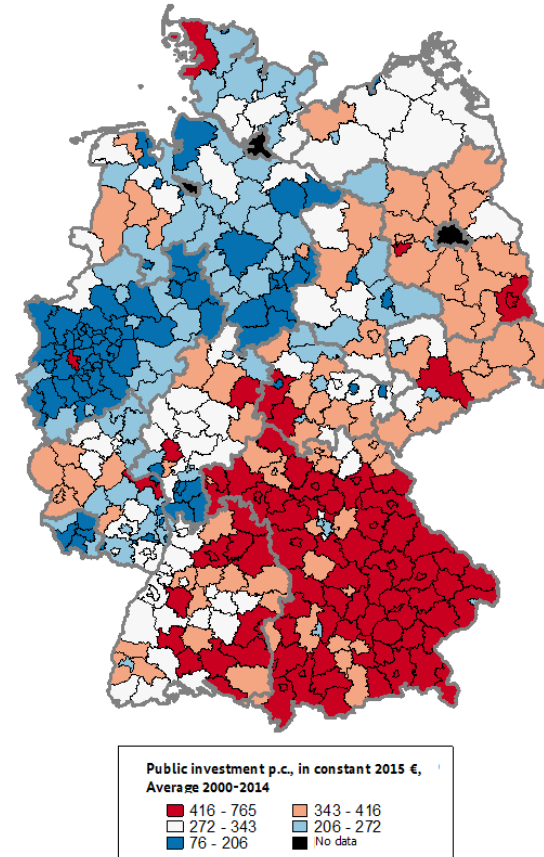 Public investment p.c., in constant 2015 €,
Average 2000-2014
416 - 765 343 - 416
272 - 343 206 - 272
76 - 206 No data